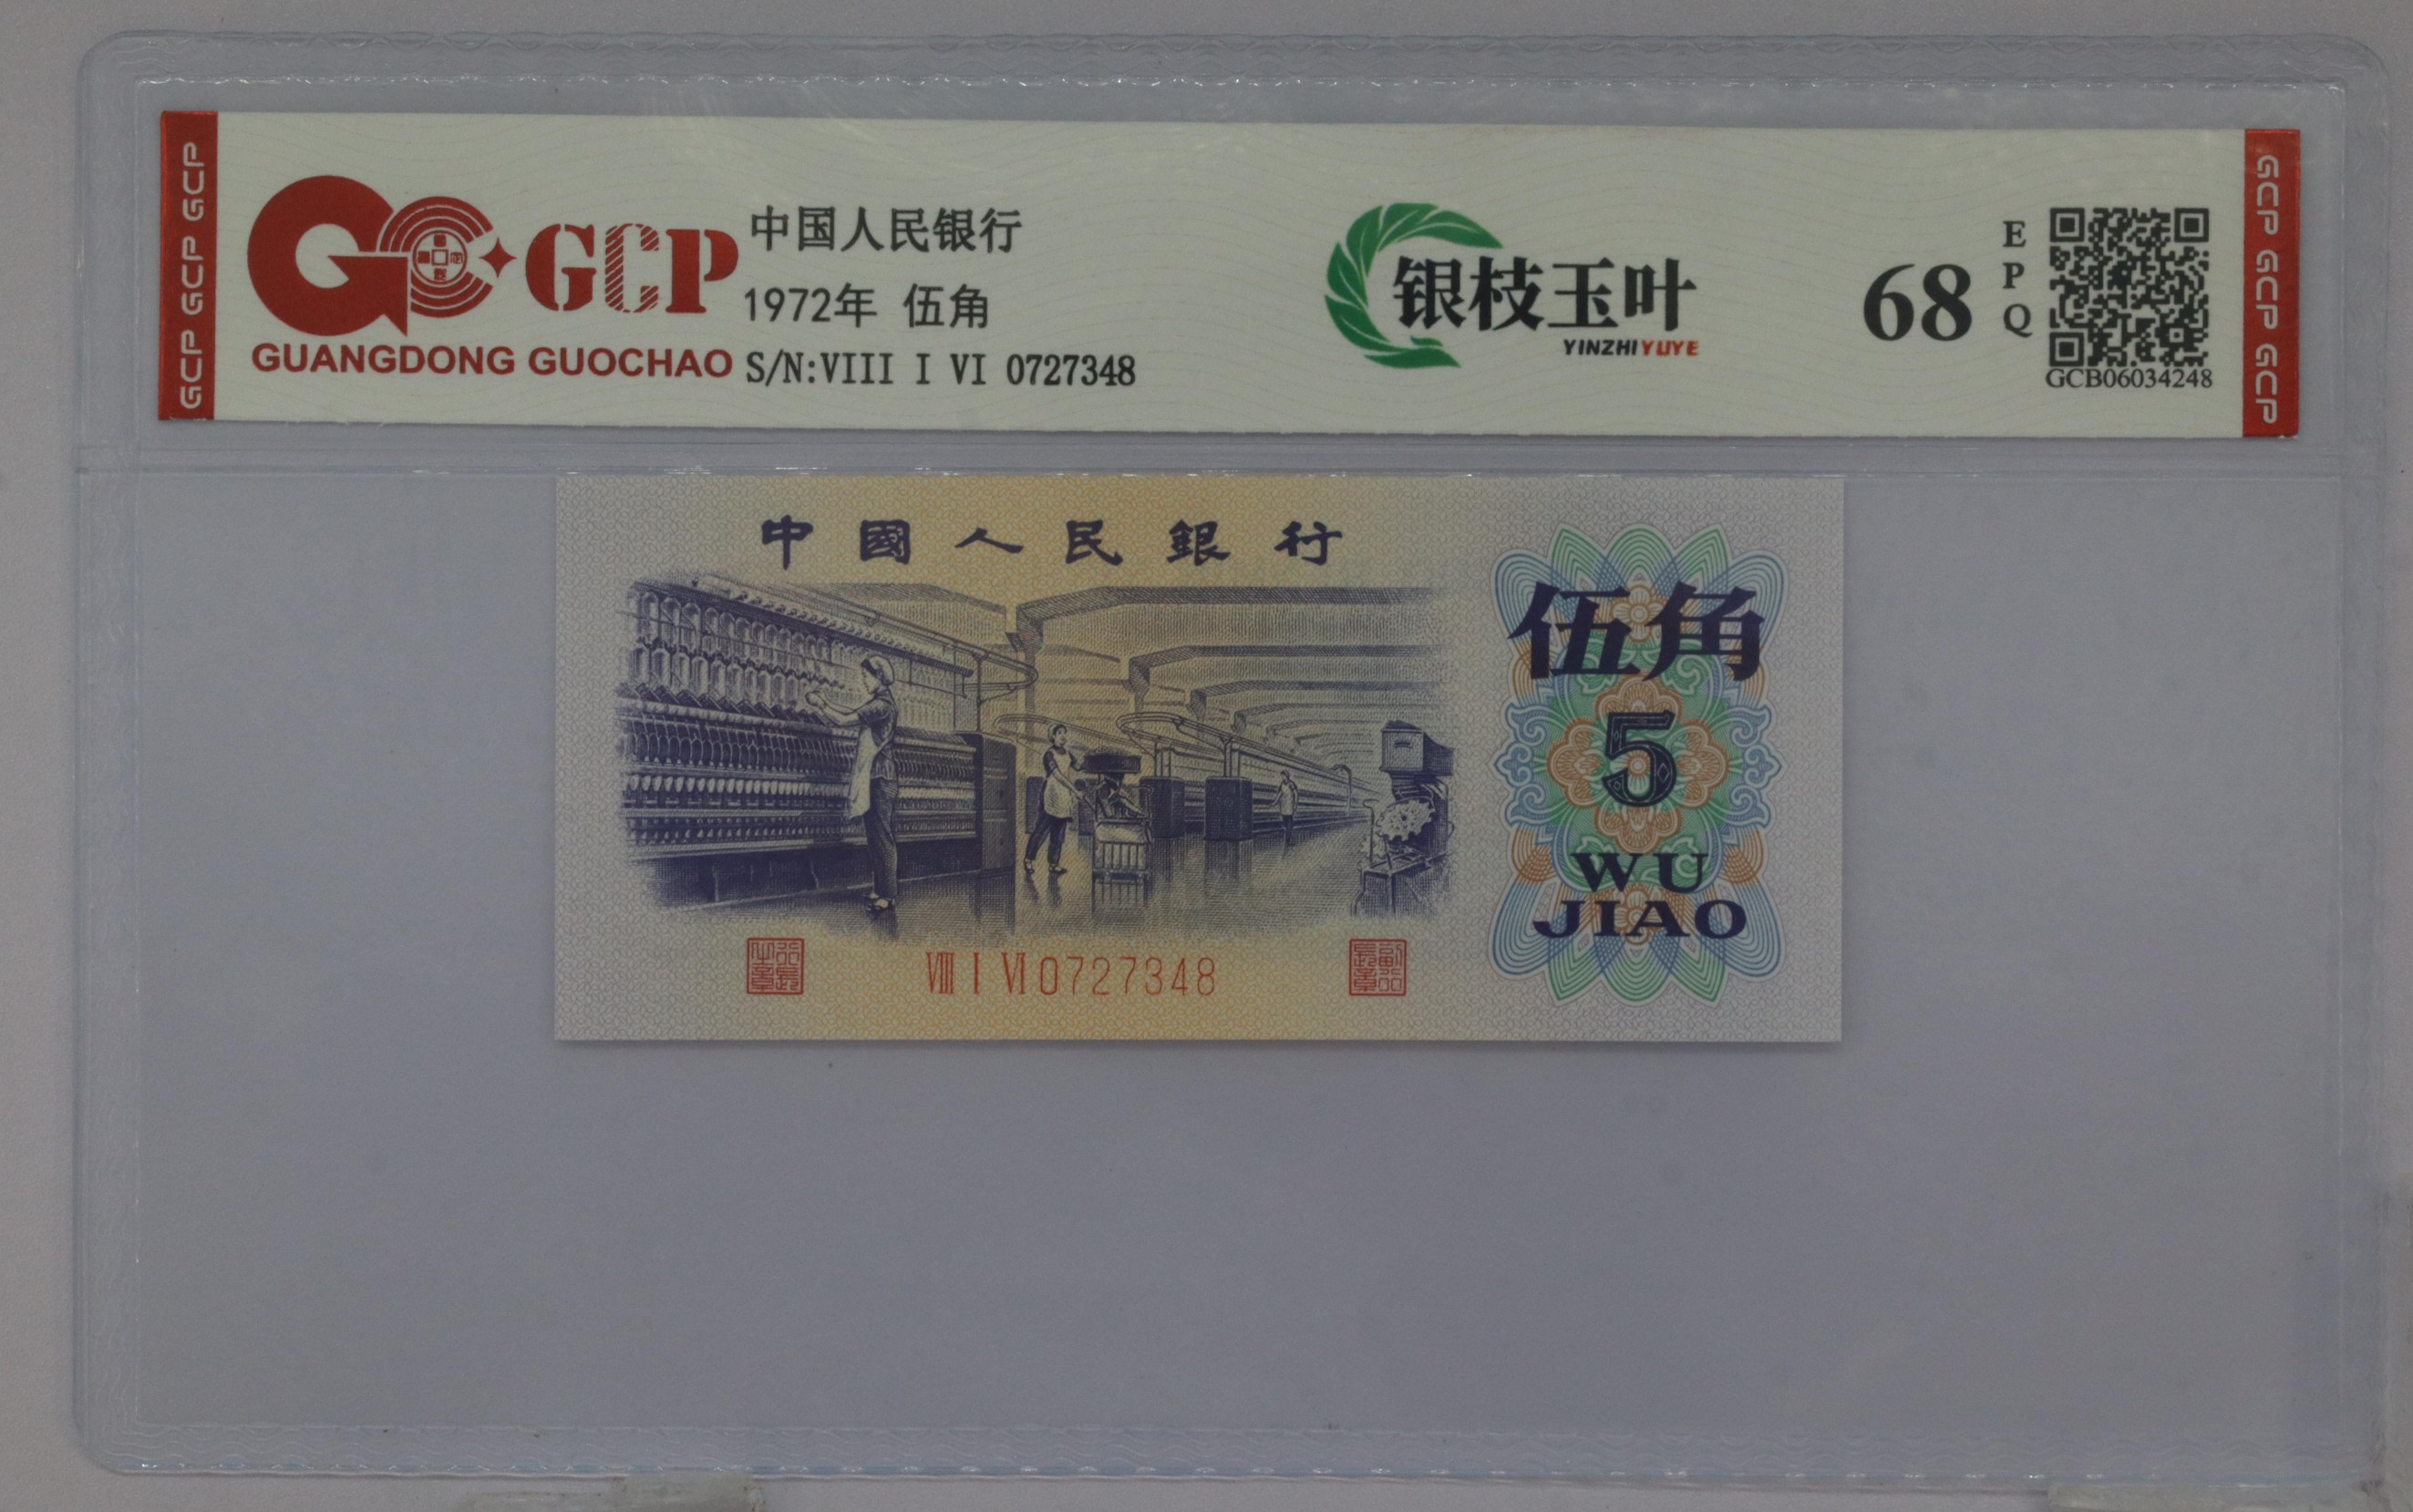 GCP GCP GCP
GCP
GUANGDONG GUOCHAO
中国人民银行
1972年 伍角
S/N:VIII I VI 0727348
银枝玉叶
YINZHIYUYE
68
EPQ
GCB06034248
GCP GCP GCP
中國人民銀行
伍角
5
WU
JIAO
VIII I VI 0727348